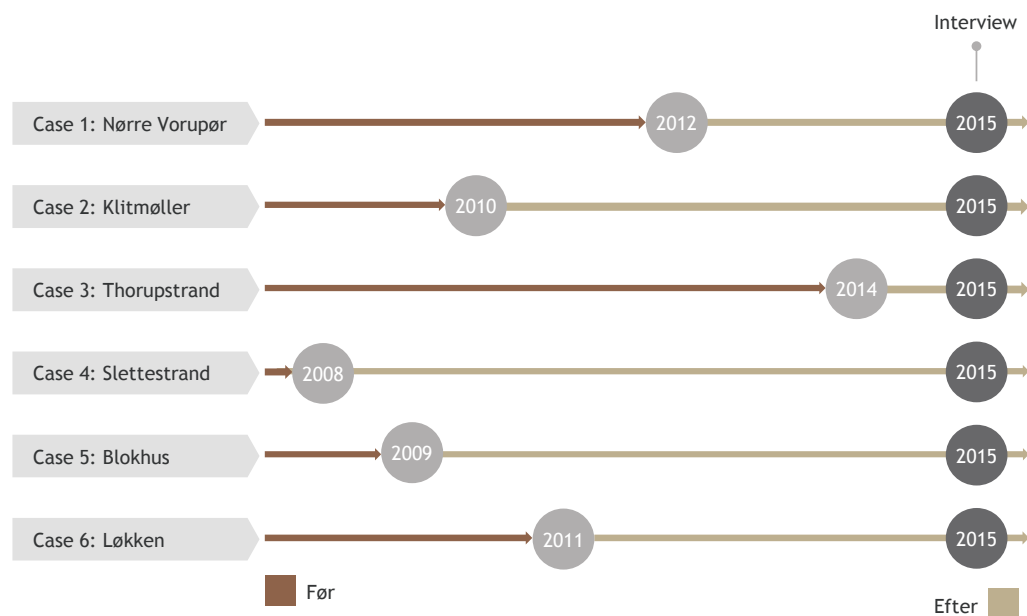 Interview
Case 1: Nørre Vorupør
2012
2015
Case 2: Klitmøller
2010
2015
Case 3: Thorupstrand
2014
2015
Case 4: Slettestrand
2008
2015
Case 5: Blokhus
2009
2015
Case 6: Løkken
2011
2015
Før
Efter